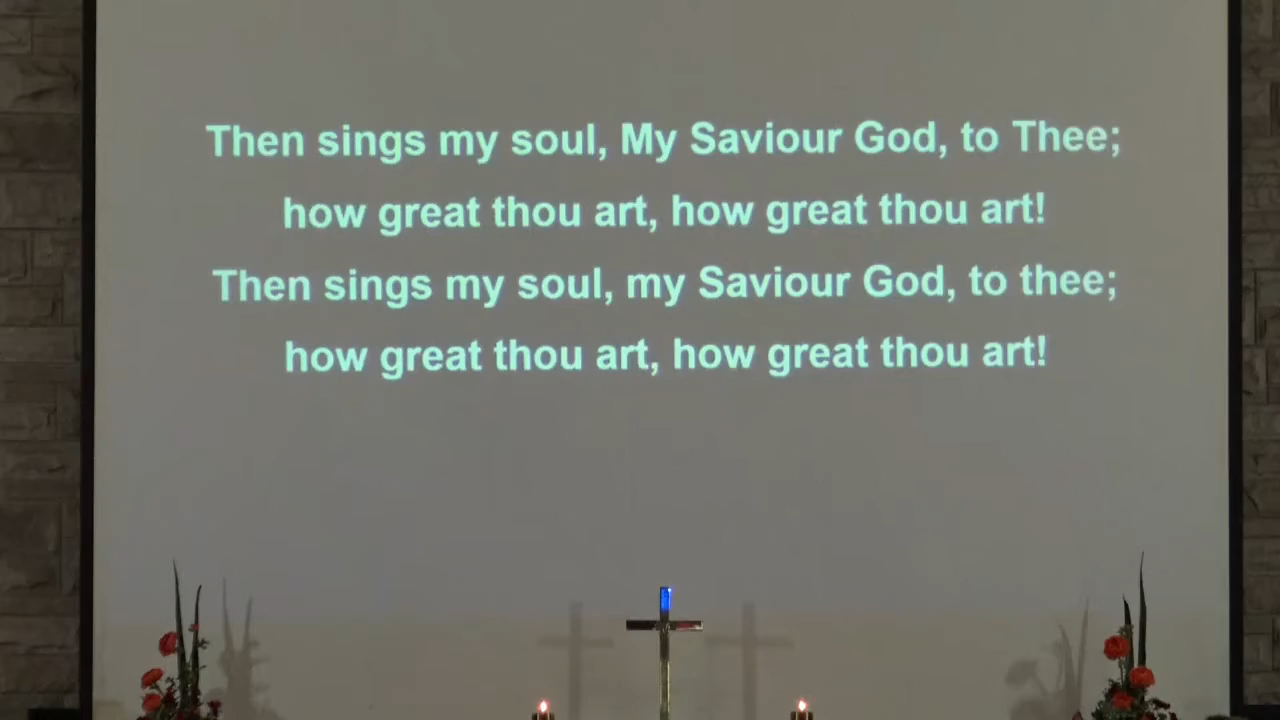 Then sings my soul, My Saviour God, to Thee;
how great thou art, how great thou art!
Then sings my soul, my Saviour God, to thee;
how great thou art, how great thou art!